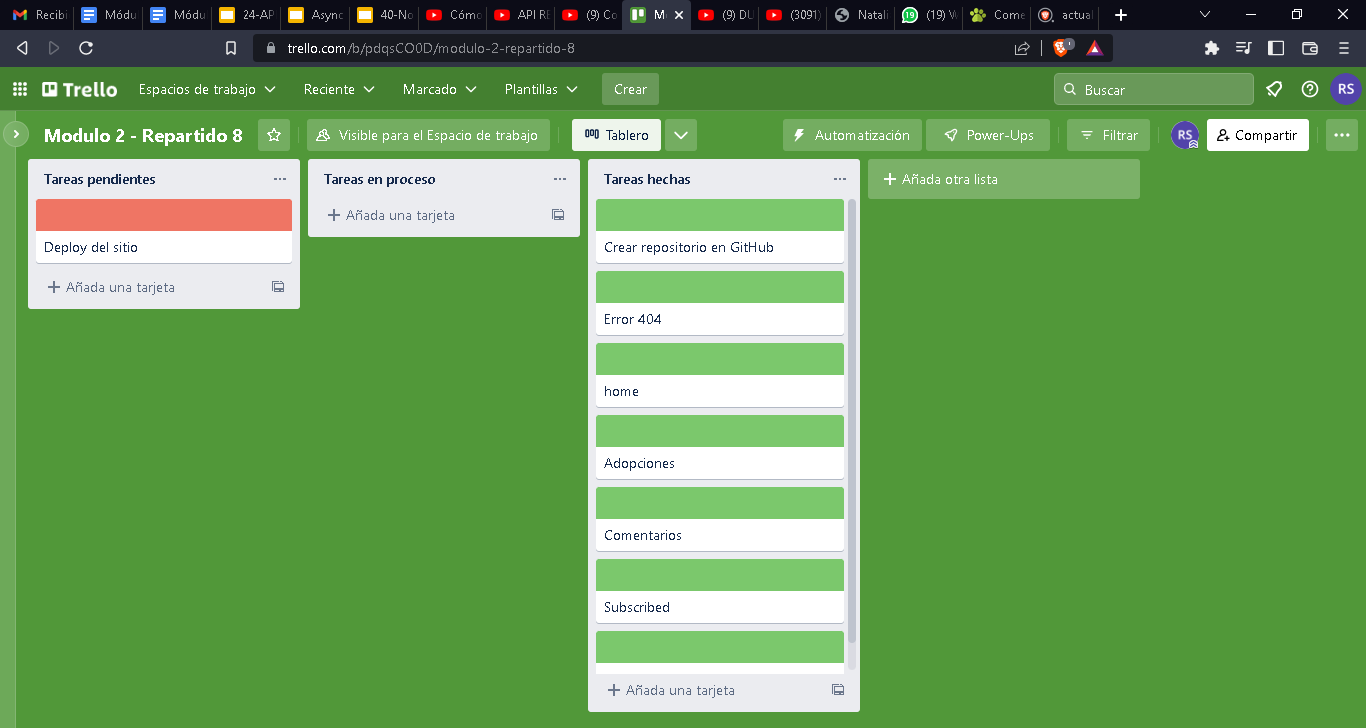 Recibi
Módu
Módu
24-AP
Async
40-No
Cómc
API RE
(9) Co
M
(9) DU
(3091)
Natali
(19) W
Come
actual
trello.com/b/pdqsCO0D/modulo-2-repartido-8
Trello
Espacios de trabajo
Reciente
Marcado
Plantillas
Crear
Buscar
RS
Modulo 2 - Repartido 8
Visible para el Espacio de trabajo
Tablero
Automatización
Power-Ups
Filtrar
RS
Compartir
Tareas pendientes
Deploy del sitio
Añada una tarjeta
Tareas en proceso
Añada una tarjeta
Tareas hechas
Crear repositorio en GitHub
Error 404
home
Adopciones
Comentarios
Subscribed
Añada una tarjeta
Añada otra lista